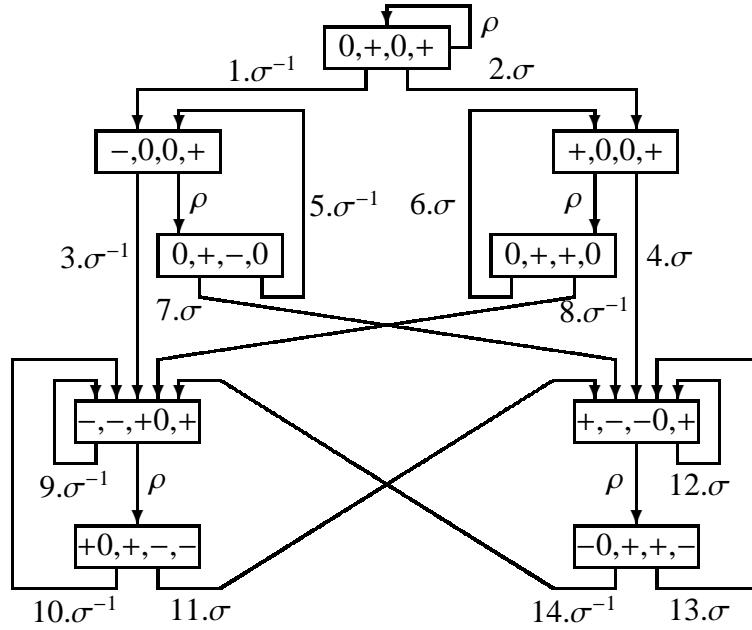 ρ
0,+,0,+
1.σ⁻¹ 2.σ
−,0,0,+ +,0,0,+
ρ 5.σ⁻¹ 6.σ ρ
3.σ⁻¹ 0,+,−,0 0,+,+,0 4.σ
7.σ 8.σ⁻¹
−,−,+0,+ +,−,−0,+
9.σ⁻¹ ρ ρ 12.σ
+0,+,−,− −0,+,+,−
10.σ⁻¹ 11.σ 14.σ⁻¹ 13.σ